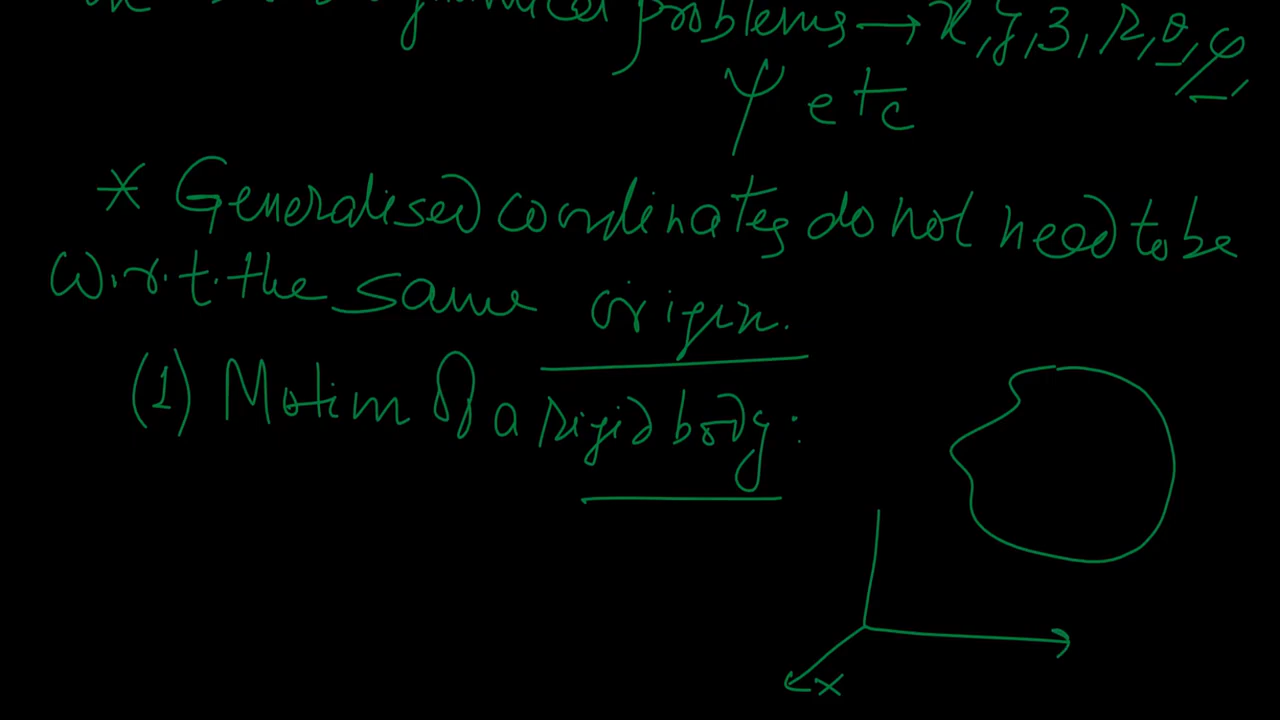 problems → x, y, z, r, θ, φ,
ψ etc
* Generalised coordinates do not need to be
w.r.t. the same origin.
(1) Motion of a rigid body:
x